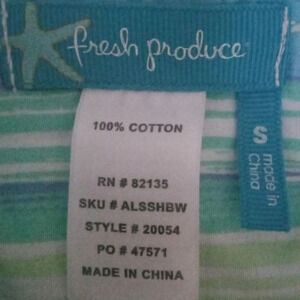 fresh produce
100% COTTON
RN # 82135
SKU # ALSSHBW
STYLE # 20054
PO # 47571
MADE IN CHINA
S
made in
China